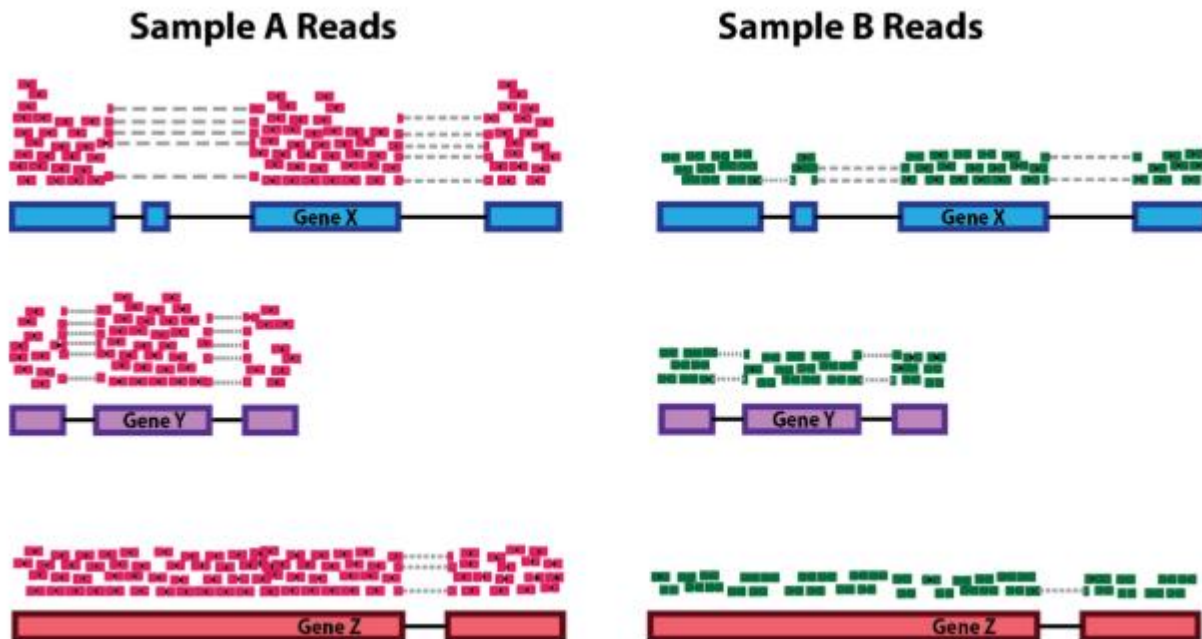 Sample A Reads
Sample B Reads
Gene X
Gene X
Gene Y
Gene Y
Gene Z
Gene Z